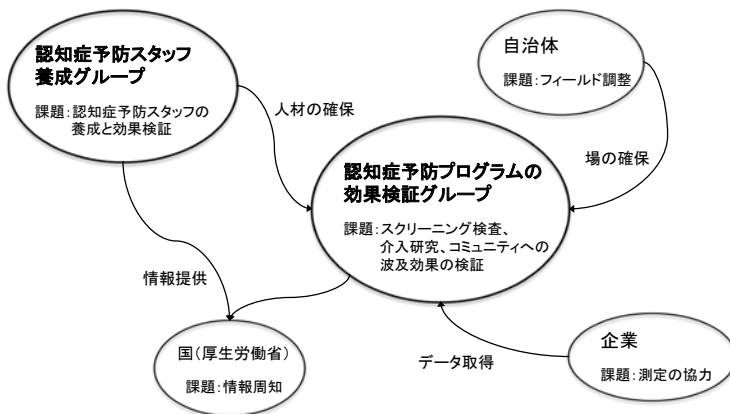 認知症予防スタッフ
養成グループ
課題：認知症予防スタッフの
養成と効果検証
自治体
課題：フィールド調整
人材の確保
場の確保
認知症予防プログラムの
効果検証グループ
課題：スクリーニング検査、
介入研究、コミュニティへの
波及効果の検証
情報提供
国（厚生労働省）
課題：情報周知
データ取得
企業
課題：測定の協力